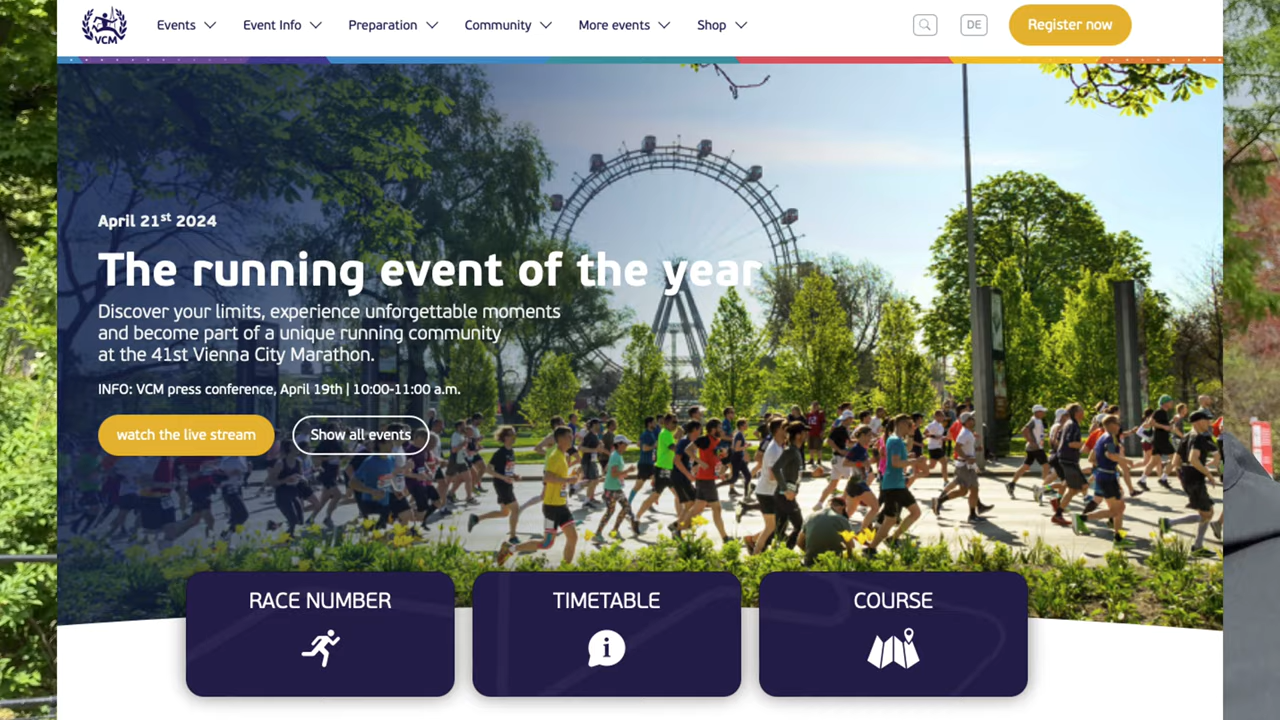 VCM
Events
Event Info
Preparation
Community
More events
Shop
DE
Register now
April 21st 2024
The running event of the year
Discover your limits, experience unforgettable moments
and become part of a unique running community
at the 41st Vienna City Marathon.
INFO: VCM press conference, April 19th | 10:00-11:00 a.m.
watch the live stream
Show all events
RACE NUMBER
TIMETABLE
COURSE